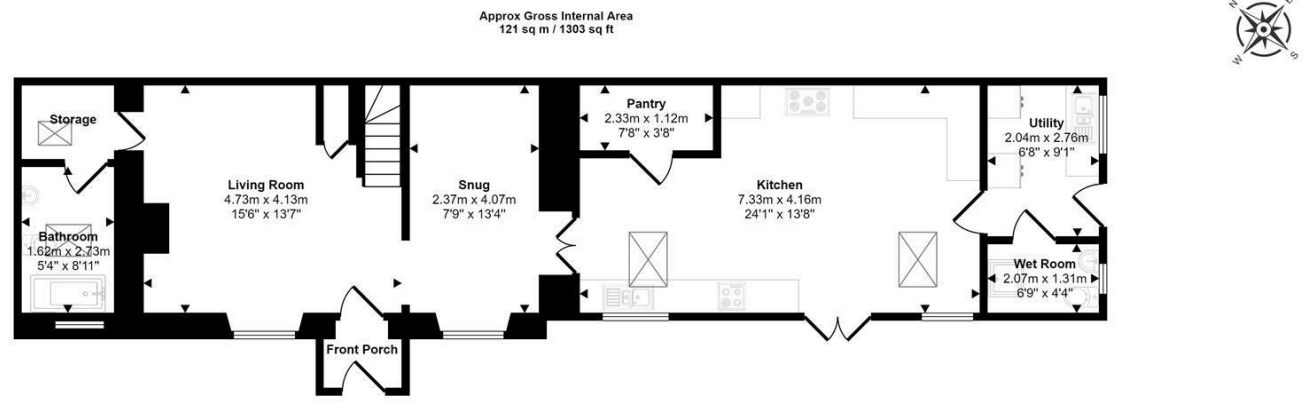 Approx Gross Internal Area
121 sq m / 1303 sq ft
N
E
W
S
Storage
Living Room
4.73m x 4.13m
15'6" x 13'7"
Snug
2.37m x 4.07m
7'9" x 13'4"
Pantry
2.33m x 1.12m
7'8" x 3'8"
Kitchen
7.33m x 4.16m
24'1" x 13'8"
Utility
2.04m x 2.76m
6'8" x 9'1"
Bathroom
1.62m x 2.73m
5'4" x 8'11"
Wet Room
2.07m x 1.31m
6'9" x 4'4"
Front Porch